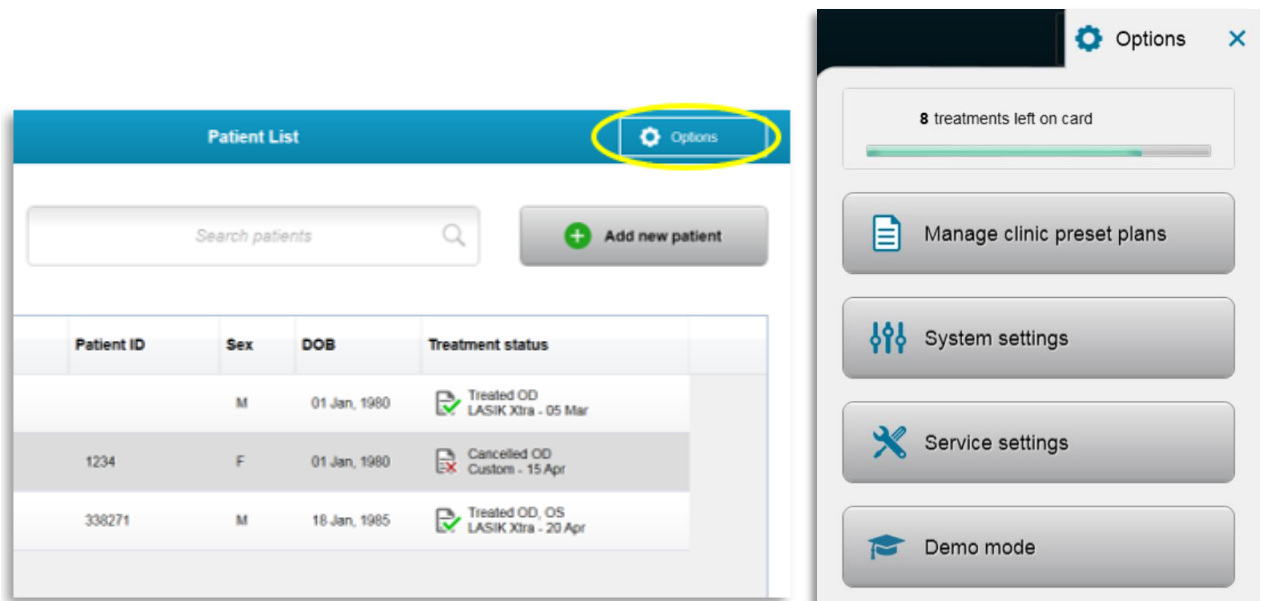 Patient List
Options
Search patients
Add new patient
Patient ID Sex DOB Treatment status
M 01 Jan, 1980 Treated OD
LASIK Xtra - 05 Mar
1234 F 01 Jan, 1980 Cancelled OD
Custom - 15 Apr
338271 M 18 Jan, 1985 Treated OD, OS
LASIK Xtra - 20 Apr
Options
8 treatments left on card
Manage clinic preset plans
System settings
Service settings
Demo mode